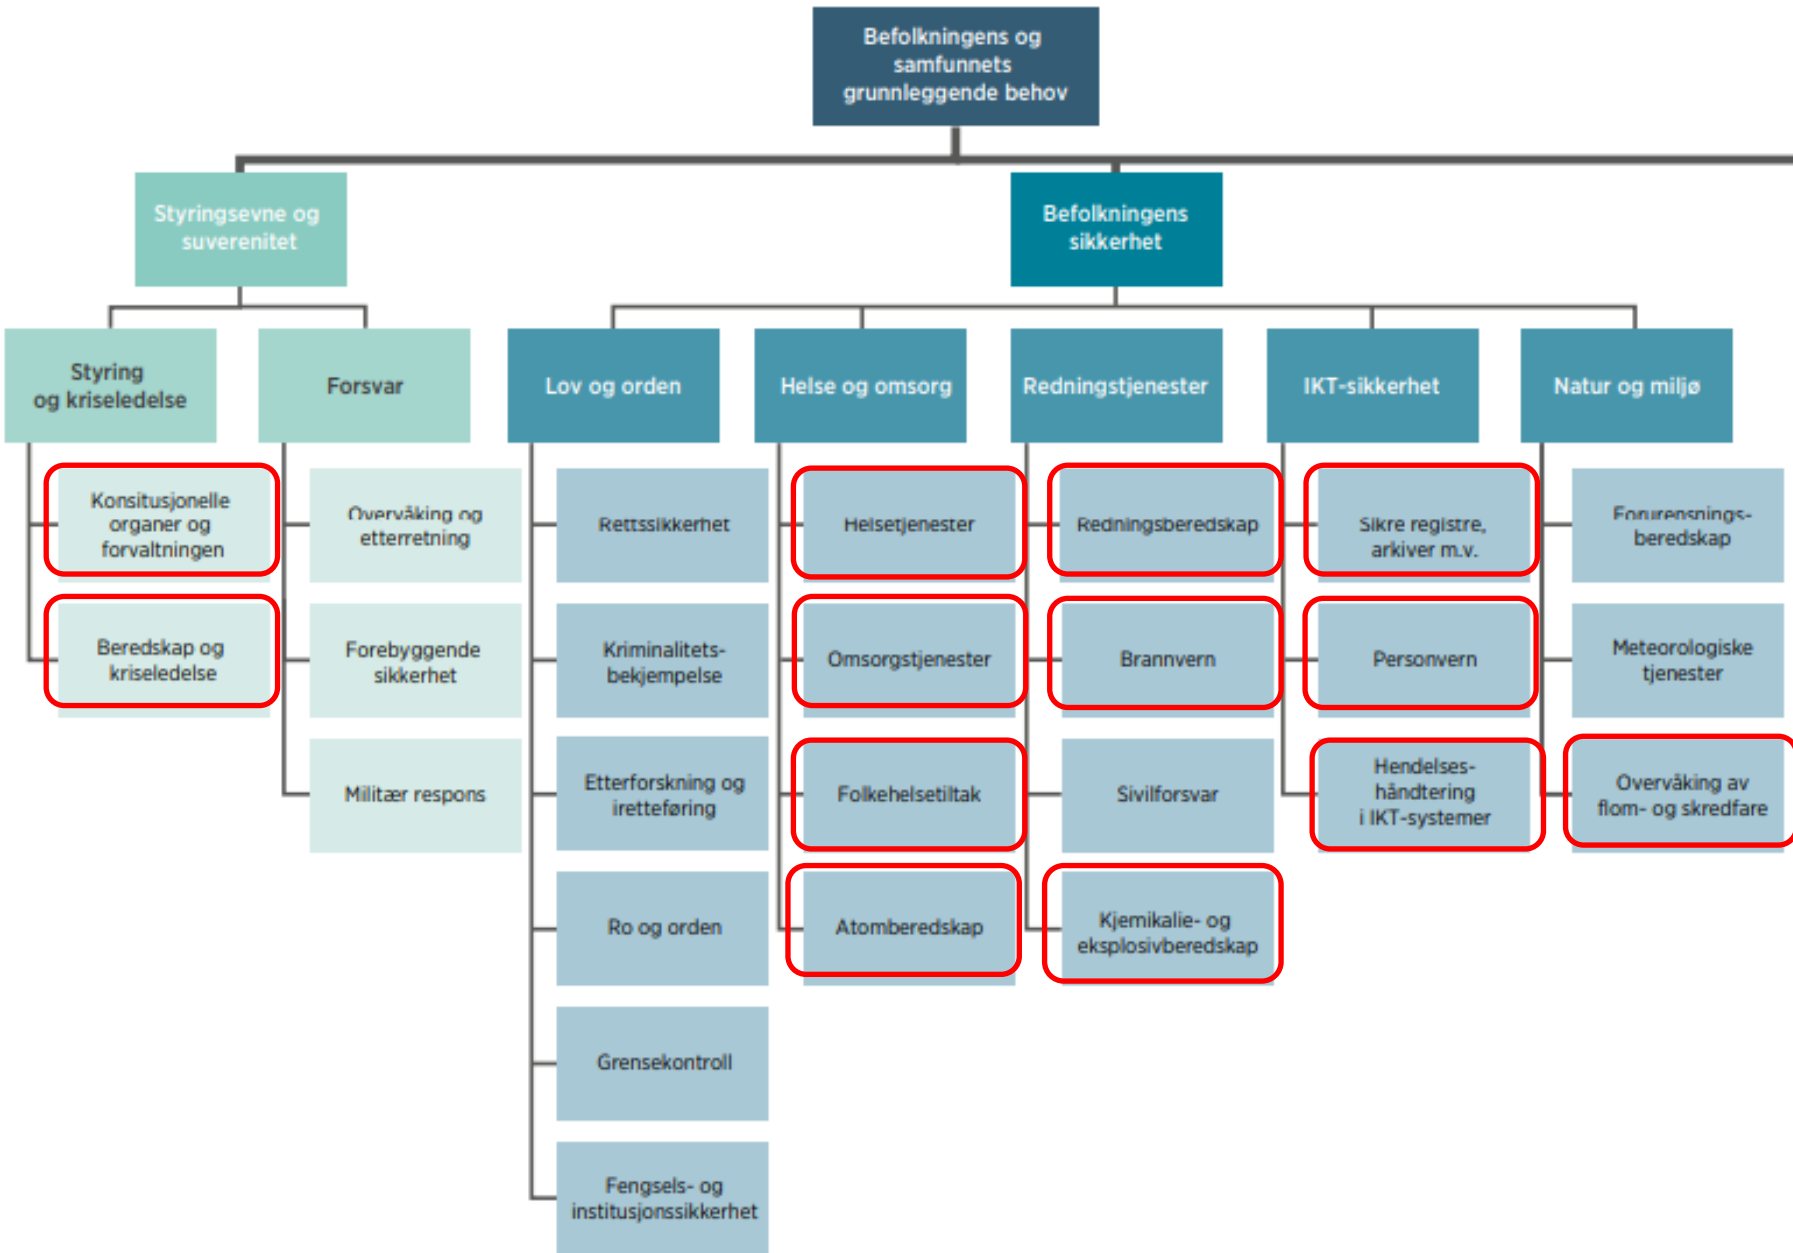 Befolkningens og
samfunnets
grunnleggende behov
Styringsevne og
suverenitet
Befolkningens
sikkerhet
Styring
og kriseledelse
Forsvar
Lov og orden
Helse og omsorg
Redningstjenester
IKT-sikkerhet
Natur og miljø
Konsitusjonelle
organer og
forvaltningen
Beredskap og
kriseledelse
Overvåking og
etterretning
Forebyggende
sikkerhet
Militær respons
Rettssikkerhet
Kriminalitets-
bekjempelse
Etterforskning og
iretteføring
Ro og orden
Grensekontroll
Fengsels- og
institusjonssikkerhet
Helsetjenester
Omsorgstjenester
Folkehelsetiltak
Atomberedskap
Redningsberedskap
Brannvern
Sivilforsvar
Kjemikalie- og
eksplosivberedskap
Sikre registre,
arkiver m.v.
Personvern
Hendelses-
håndtering
i IKT-systemer
Forurensnings-
beredskap
Meteorologiske
tjenester
Overvåking av
flom- og skredfare